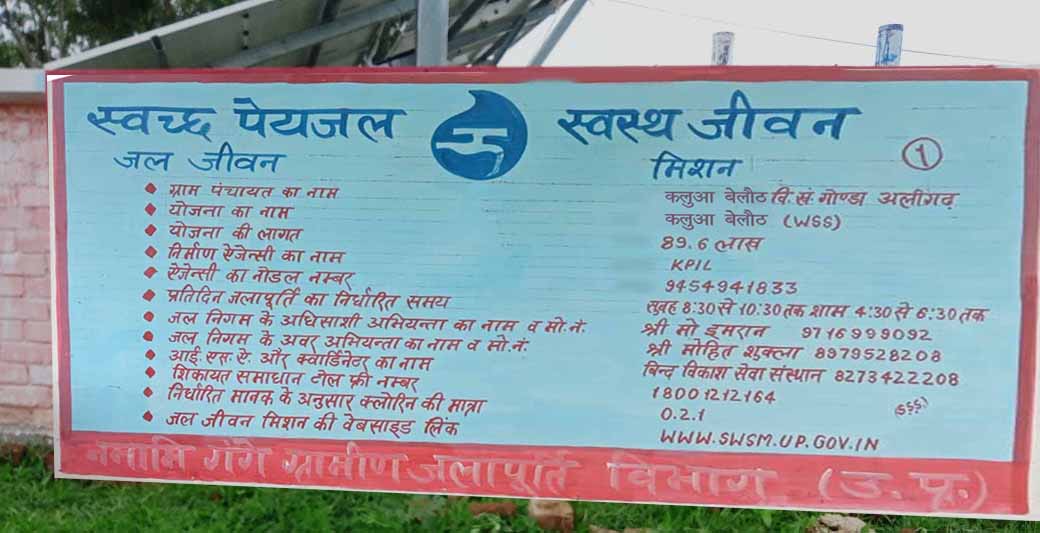 स्वच्छ पेयजल स्वस्थ जीवन
जल जीवन मिशन
1
ग्राम पंचायत का नाम कलुआ बेलौठ वि. सं. गोण्डा अलीगढ़
योजना का नाम कलुआ बेलौठ (WSS)
योजना की लागत 89.6 लाख
निर्माण ऐजेन्सी का नाम KPIL
ऐजेन्सी का नोडल नम्बर 9454941833
प्रतिदिन जलापूर्ति का निर्धारित समय सुबह 8:30 से 10:30 तक शाम 4:30 से 6:30 तक
जल निगम के अधिसाशी अभियन्ता का नाम व मो.नं. श्री मो इमरान 9716999092
जल निगम के अवर अभियन्ता का नाम व मो.नं. श्री मोहित शुक्ला 8979528208
आई. एस. ऐ. और क्वार्डिनेटर का नाम बिन्द विकाश सेवा संस्थान 8273422208
शिकायत समाधान टोल फ्री नम्बर 18001212164
निर्धारित मानक के अनुसार क्लोरिन की मात्रा 0.2.1
जल जीवन मिशन की वेबसाइड लिंक WWW.SWSM.UP.GOV.IN
नमामि गंगे ग्रामीण जलापूर्ति विभाग (उ.प्र.)